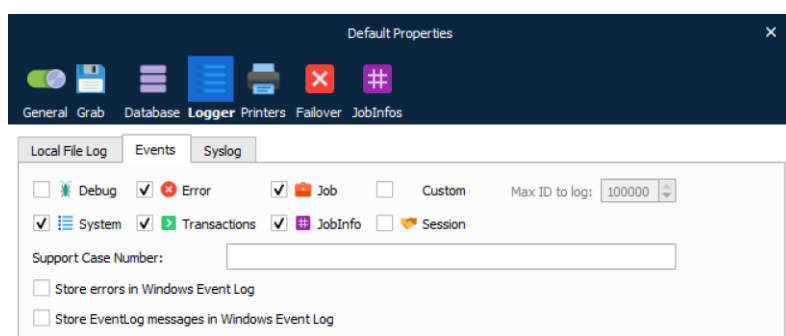 Default Properties
General Grab Database Logger Printers Failover JobInfos
Local File Log Events Syslog
Debug Error Job Custom Max ID to log: 100000
System Transactions JobInfo Session
Support Case Number:
Store errors in Windows Event Log
Store EventLog messages in Windows Event Log